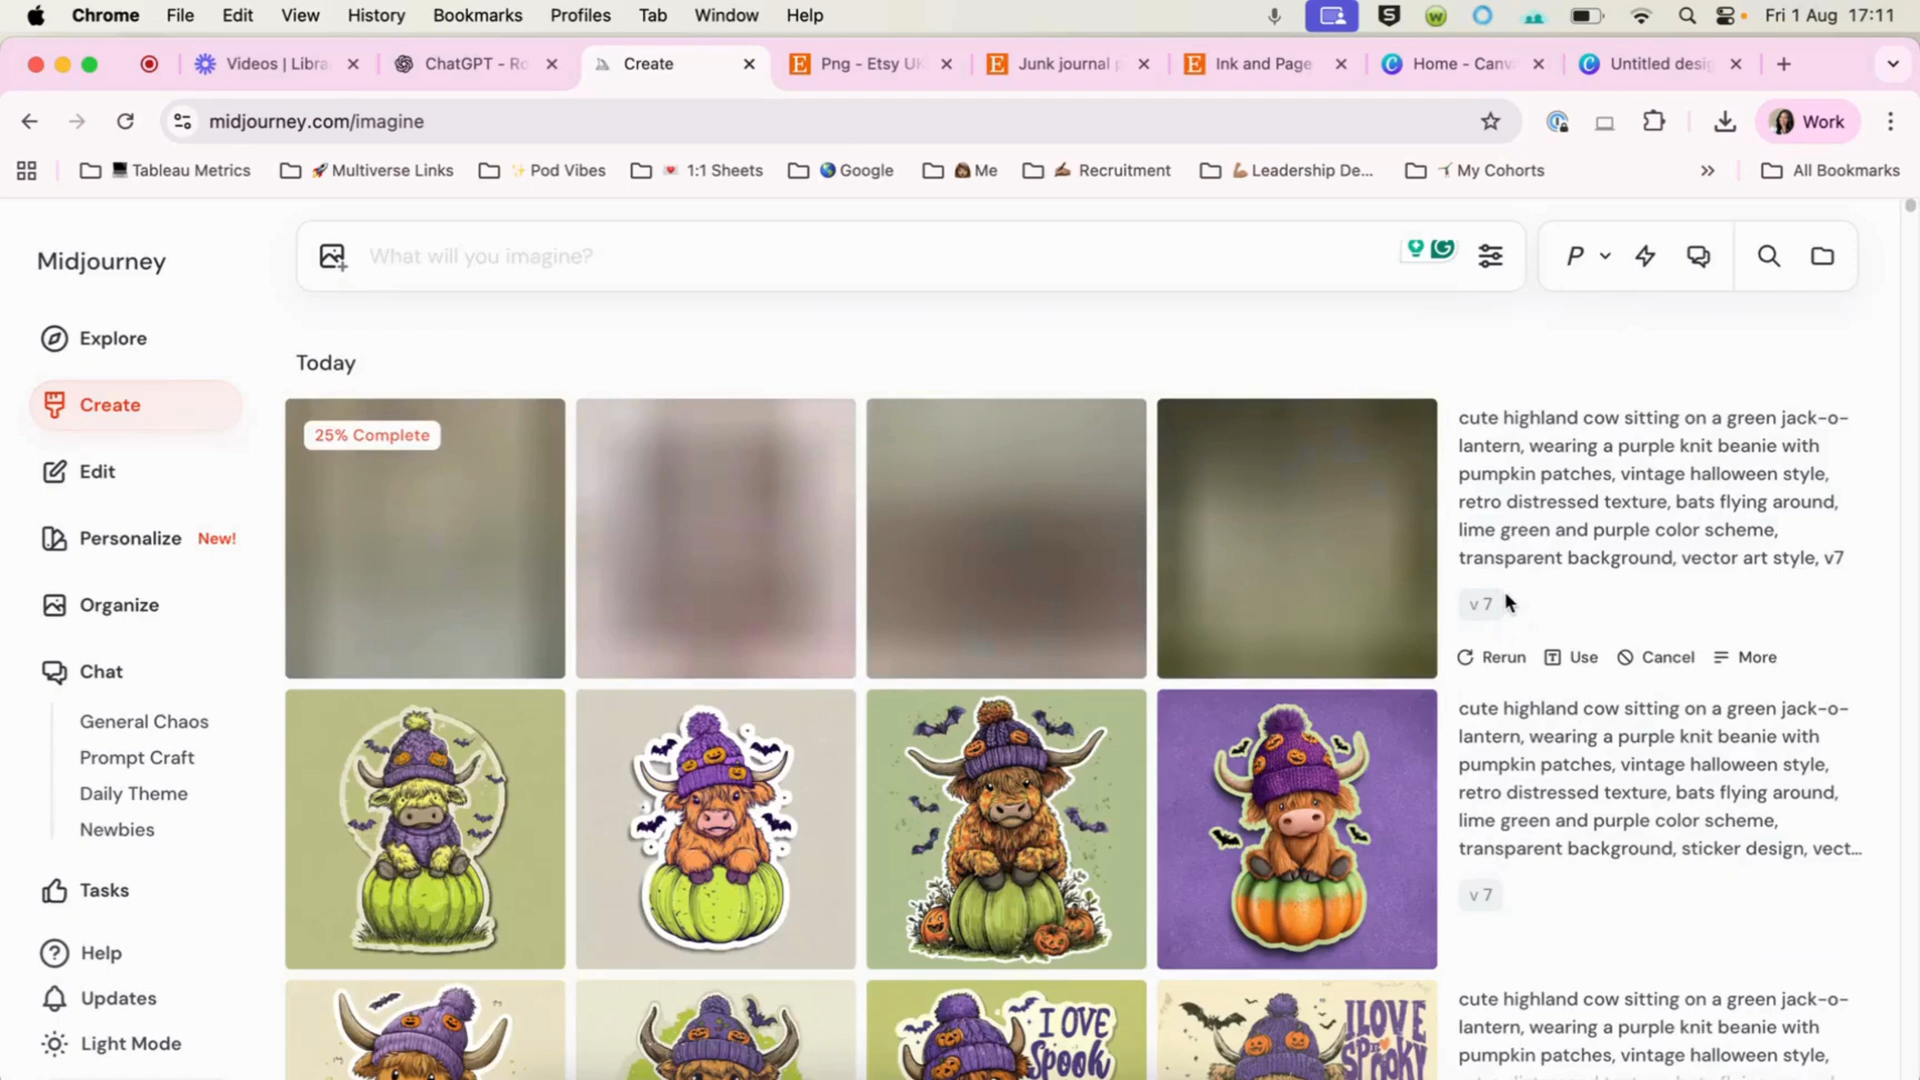 Chrome File Edit View History Bookmarks Profiles Tab Window Help Fri 1 Aug 17:11
Videos | Libra ChatGPT - Ro Create Png - Etsy UK Junk journal p Ink and Page Home - Canv Untitled desig
midjourney.com/imagine Work
Tableau Metrics Multiverse Links Pod Vibes 1:1 Sheets Google Me Recruitment Leadership De... My Cohorts All Bookmarks
Midjourney
What will you imagine?
Explore
Create
Edit
Personalize New!
Organize
Chat
General Chaos
Prompt Craft
Daily Theme
Newbies
Tasks
Help
Updates
Light Mode
Today
25% Complete
cute highland cow sitting on a green jack-o-
lantern, wearing a purple knit beanie with
pumpkin patches, vintage halloween style,
retro distressed texture, bats flying around,
lime green and purple color scheme,
transparent background, vector art style, v7
v 7
Rerun Use Cancel More
cute highland cow sitting on a green jack-o-
lantern, wearing a purple knit beanie with
pumpkin patches, vintage halloween style,
retro distressed texture, bats flying around,
lime green and purple color scheme,
transparent background, sticker design, vect...
v 7
I OVE
Spook
I LOVE
SPOOKY
cute highland cow sitting on a green jack-o-
lantern, wearing a purple knit beanie with
pumpkin patches, vintage halloween style,